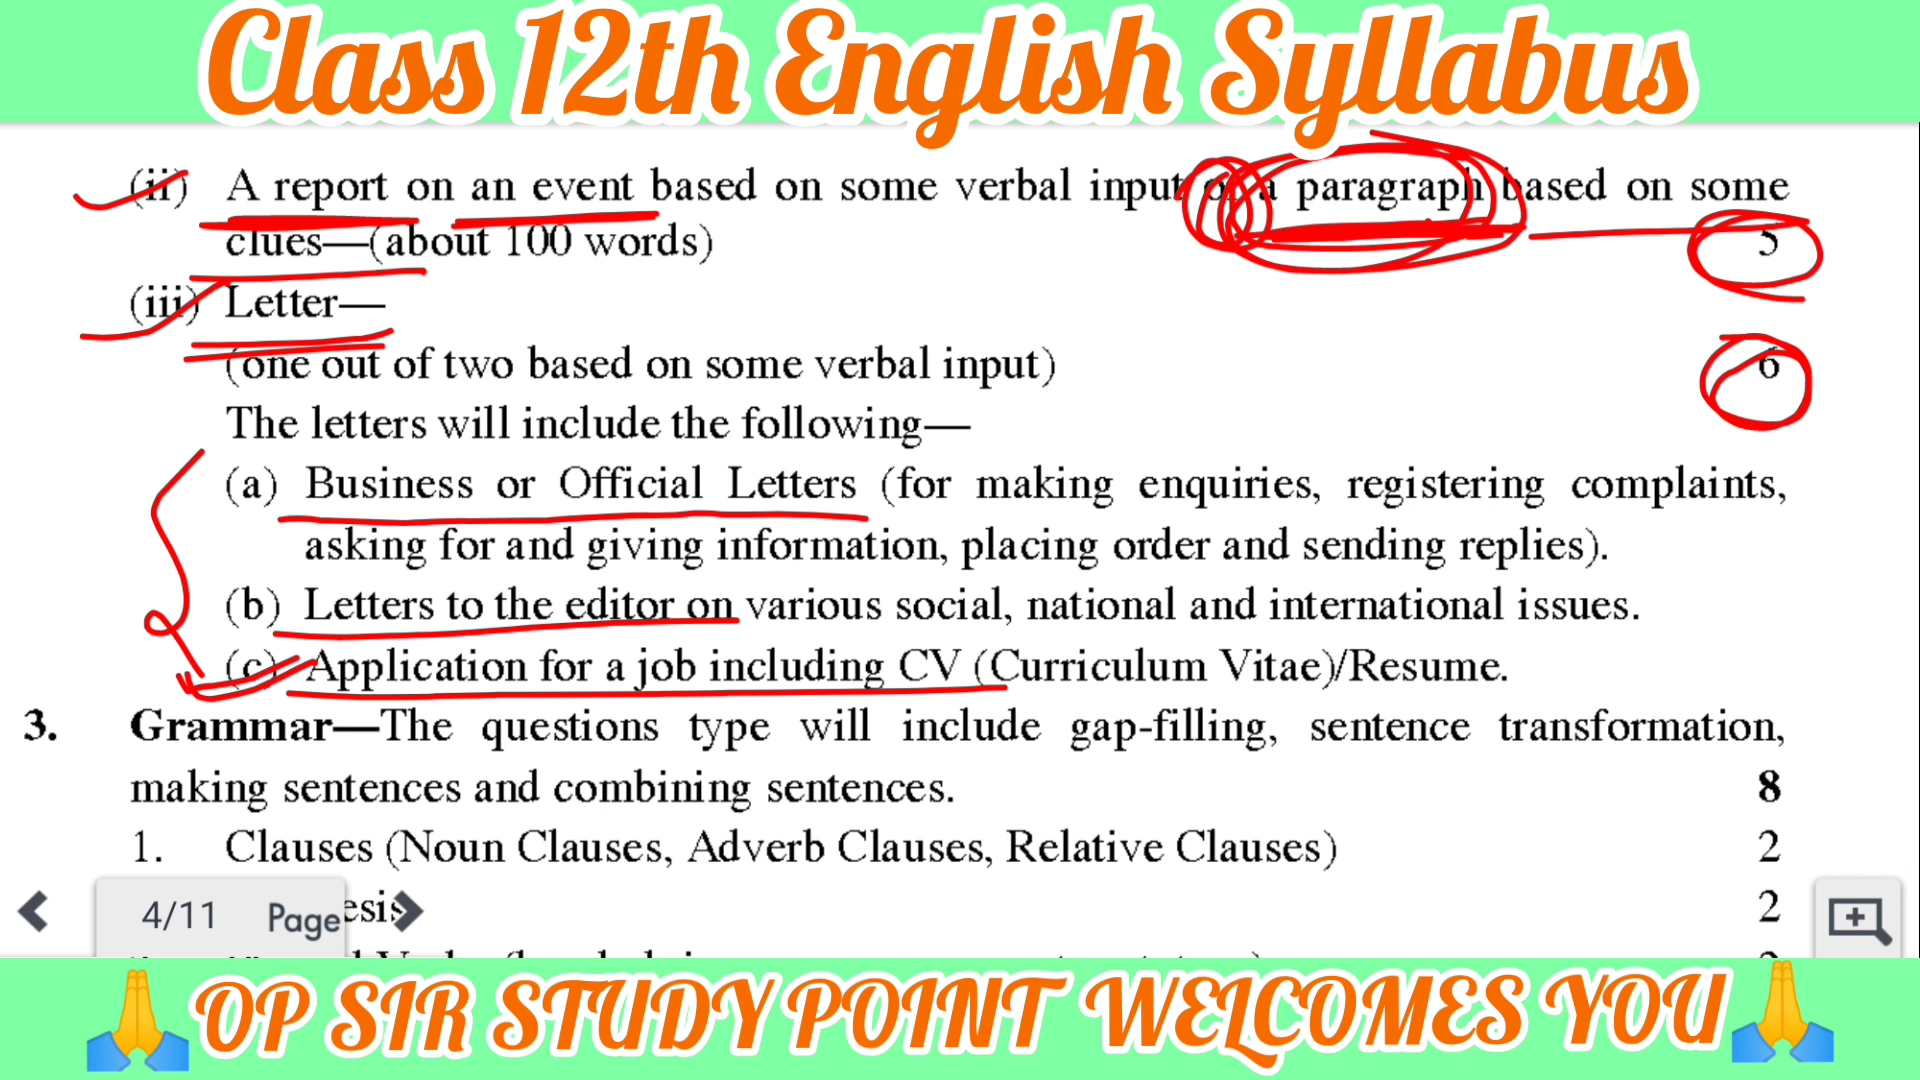 Class 12th English Syllabus
(ii) A report on an event based on some verbal input or a paragraph based on some
clues—(about 100 words) 5
(iii) Letter—
(one out of two based on some verbal input) 6
The letters will include the following—
(a) Business or Official Letters (for making enquiries, registering complaints,
asking for and giving information, placing order and sending replies).
(b) Letters to the editor on various social, national and international issues.
(c) Application for a job including CV (Curriculum Vitae)/Resume.
3. Grammar—The questions type will include gap-filling, sentence transformation,
making sentences and combining sentences. 8
1. Clauses (Noun Clauses, Adverb Clauses, Relative Clauses) 2
4/11 Page esis 2
OP SIR STUDY POINT WELCOMES YOU